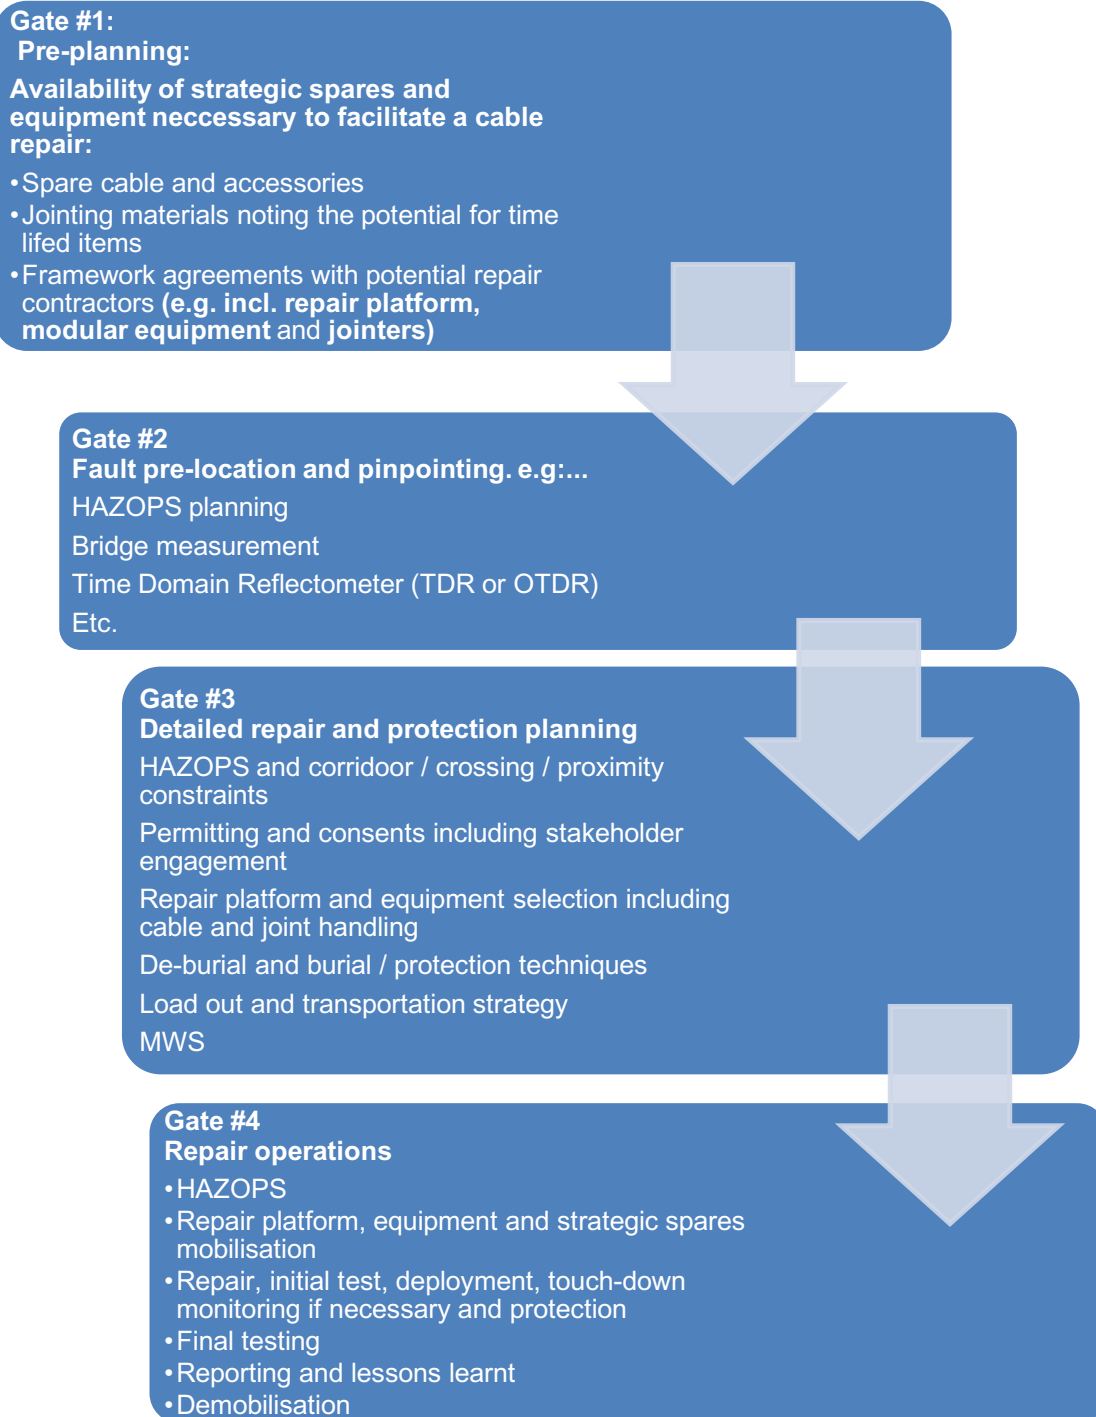 Gate #1:
Pre-planning:
Availability of strategic spares and
equipment neccessary to facilitate a cable
repair:
•Spare cable and accessories
•Jointing materials noting the potential for time
lifed items
•Framework agreements with potential repair
contractors (e.g. incl. repair platform,
modular equipment and jointers)
Gate #2
Fault pre-location and pinpointing. e.g:...
HAZOPS planning
Bridge measurement
Time Domain Reflectometer (TDR or OTDR)
Etc.
Gate #3
Detailed repair and protection planning
HAZOPS and corridoor / crossing / proximity
constraints
Permitting and consents including stakeholder
engagement
Repair platform and equipment selection including
cable and joint handling
De-burial and burial / protection techniques
Load out and transportation strategy
MWS
Gate #4
Repair operations
•HAZOPS
•Repair platform, equipment and strategic spares
mobilisation
•Repair, initial test, deployment, touch-down
monitoring if necessary and protection
•Final testing
•Reporting and lessons learnt
•Demobilisation